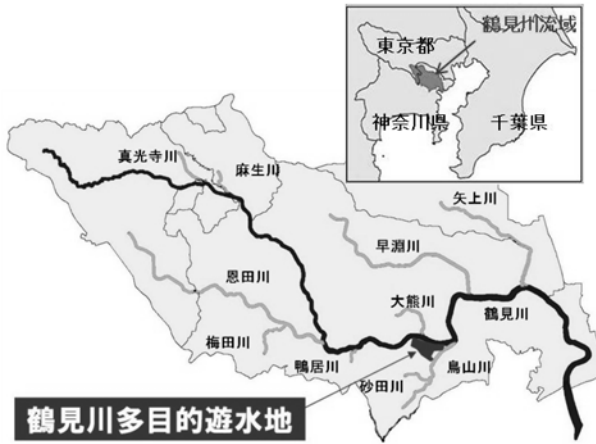 鶴見川流域
東京都
神奈川県
千葉県
真光寺川
麻生川
矢上川
早淵川
恩田川
大熊川
鶴見川
梅田川
鴨居川
鳥山川
砂田川
鶴見川多目的遊水地